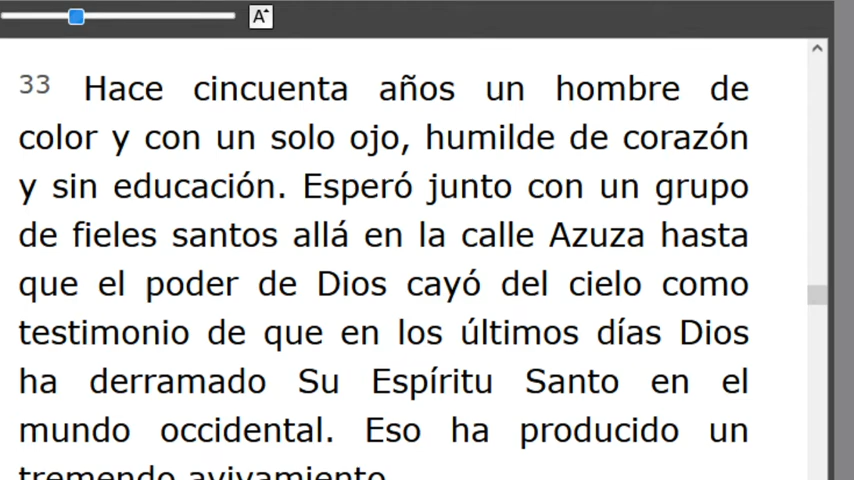 A
33 Hace cincuenta años un hombre de
color y con un solo ojo, humilde de corazón
y sin educación. Esperó junto con un grupo
de fieles santos allá en la calle Azuza hasta
que el poder de Dios cayó del cielo como
testimonio de que en los últimos días Dios
ha derramado Su Espíritu Santo en el
mundo occidental. Eso ha producido un
tremendo avivamiento.